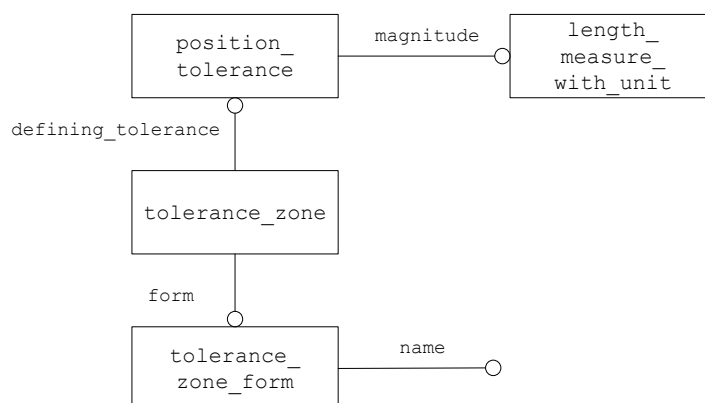 position_
tolerance
magnitude
length_
measure_
with_unit
defining_tolerance
tolerance_zone
form
tolerance_
zone_form
name